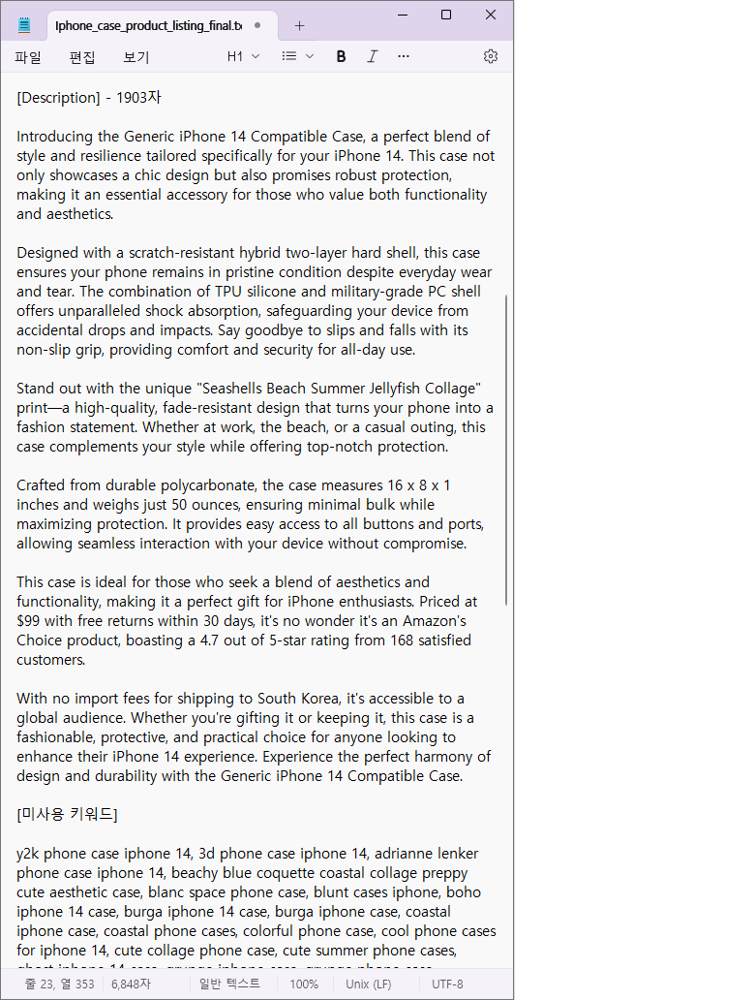 Iphone_case_product_listing_final.tx
파일 편집 보기 H1 B I ...
[Description] - 1903자
Introducing the Generic iPhone 14 Compatible Case, a perfect blend of
style and resilience tailored specifically for your iPhone 14. This case not
only showcases a chic design but also promises robust protection,
making it an essential accessory for those who value both functionality
and aesthetics.
Designed with a scratch-resistant hybrid two-layer hard shell, this case
ensures your phone remains in pristine condition despite everyday wear
and tear. The combination of TPU silicone and military-grade PC shell
offers unparalleled shock absorption, safeguarding your device from
accidental drops and impacts. Say goodbye to slips and falls with its
non-slip grip, providing comfort and security for all-day use.
Stand out with the unique "Seashells Beach Summer Jellyfish Collage"
print—a high-quality, fade-resistant design that turns your phone into a
fashion statement. Whether at work, the beach, or a casual outing, this
case complements your style while offering top-notch protection.
Crafted from durable polycarbonate, the case measures 16 x 8 x 1
inches and weighs just 50 ounces, ensuring minimal bulk while
maximizing protection. It provides easy access to all buttons and ports,
allowing seamless interaction with your device without compromise.
This case is ideal for those who seek a blend of aesthetics and
functionality, making it a perfect gift for iPhone enthusiasts. Priced at
$99 with free returns within 30 days, it's no wonder it's an Amazon's
Choice product, boasting a 4.7 out of 5-star rating from 168 satisfied
customers.
With no import fees for shipping to South Korea, it's accessible to a
global audience. Whether you're gifting it or keeping it, this case is a
fashionable, protective, and practical choice for anyone looking to
enhance their iPhone 14 experience. Experience the perfect harmony of
design and durability with the Generic iPhone 14 Compatible Case.
[미사용 키워드]
y2k phone case iphone 14, 3d phone case iphone 14, adrianne lenker
phone case iphone 14, beachy blue coquette coastal collage preppy
cute aesthetic case, blanc space phone case, blunt cases iphone, boho
iphone 14 case, burga iphone 14 case, burga iphone case, coastal
iphone case, coastal phone cases, colorful phone case, cool phone cases
for iphone 14, cute collage phone case, cute summer phone cases,
ghost iphone 14 case, grunge iphone case, grunge phone case
줄 23, 열 353 6,848자 일반 텍스트 100% Unix (LF) UTF-8